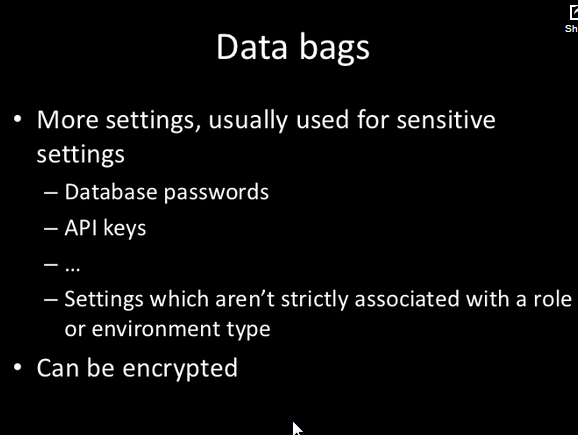 Data bags
• More settings, usually used for sensitive
settings
– Database passwords
– API keys
– ...
– Settings which aren’t strictly associated with a role
or environment type
• Can be encrypted